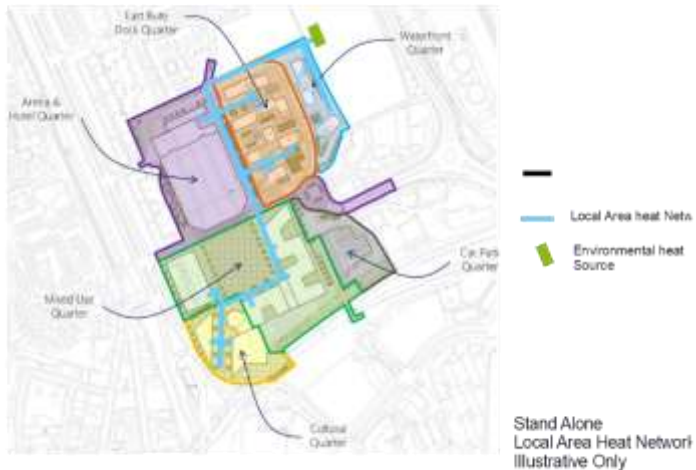 East Bute
Dock Quarter
Waterfront
Quarter
Arena &
Hotel Quarter
Local Area heat Netw
Environmental heat
Source
Car Park
Quarter
Mixed Use
Quarter
Cultural
Quarter
Stand Alone
Local Area Heat Network
Illustrative Only